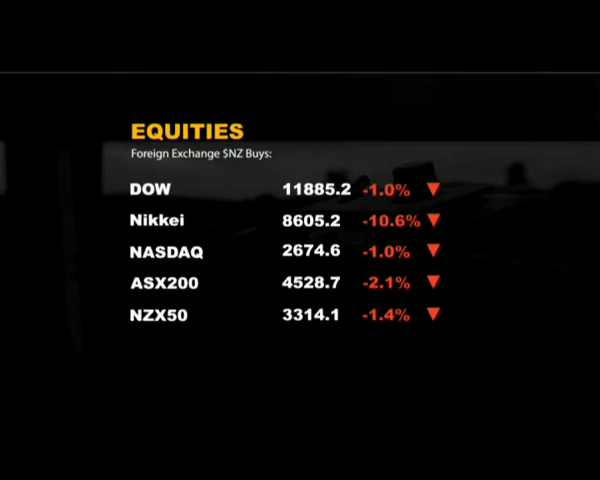 EQUITIES
Foreign Exchange $NZ Buys:
DOW 11885.2 -1.0% ▼
Nikkei 8605.2 -10.6% ▼
NASDAQ 2674.6 -1.0% ▼
ASX200 4528.7 -2.1% ▼
NZX50 3314.1 -1.4% ▼